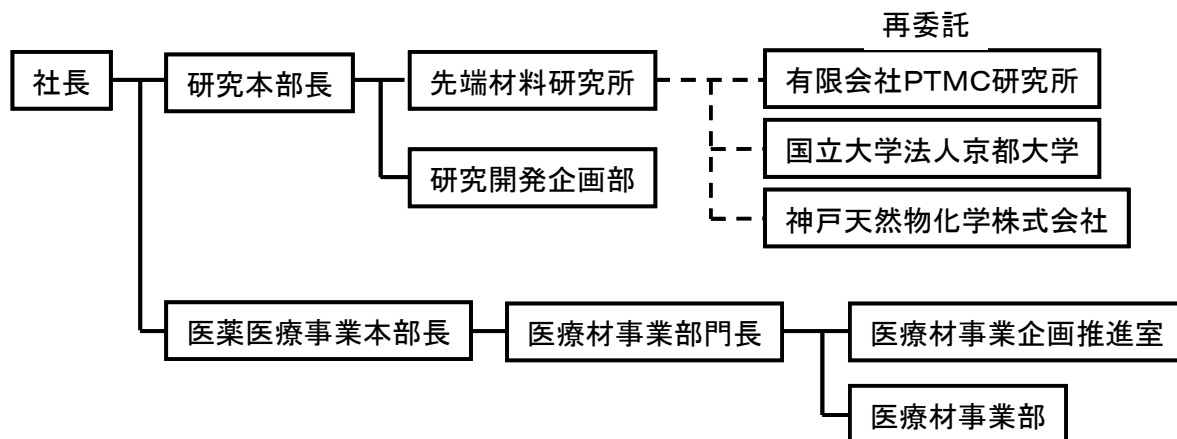 再委託
社長
研究本部長
先端材料研究所
有限会社PTMC研究所
国立大学法人京都大学
研究開発企画部
神戸天然物化学株式会社
医薬医療事業本部長
医療材事業部門長
医療材事業企画推進室
医療材事業部